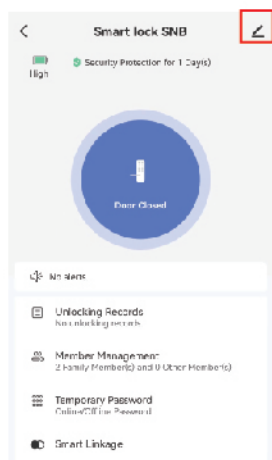 Smart lock SNB
High
Security Protection for 1 Day(s)
Door Closed
No alerts
Unlocking Records
No unlocking records
Member Management
2 Family Member(s) and 0 Other Member(s)
Temporary Password
Online/Offline Password
Smart Linkage